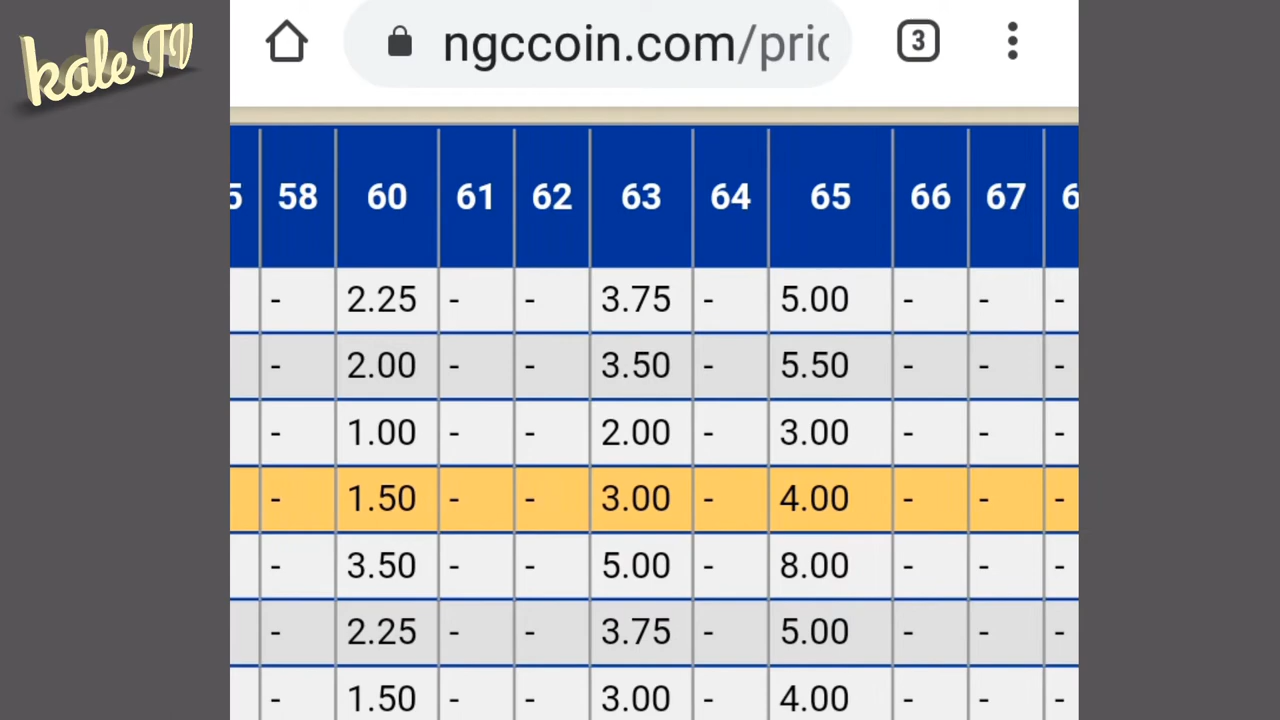 kale TV
ngccoin.com/pric
3
5 58 60 61 62 63 64 65 66 67 6
- 2.25 - - 3.75 - 5.00 - - -
- 2.00 - - 3.50 - 5.50 - - -
- 1.00 - - 2.00 - 3.00 - - -
- 1.50 - - 3.00 - 4.00 - - -
- 3.50 - - 5.00 - 8.00 - - -
- 2.25 - - 3.75 - 5.00 - - -
- 1.50 - - 3.00 - 4.00 - - -